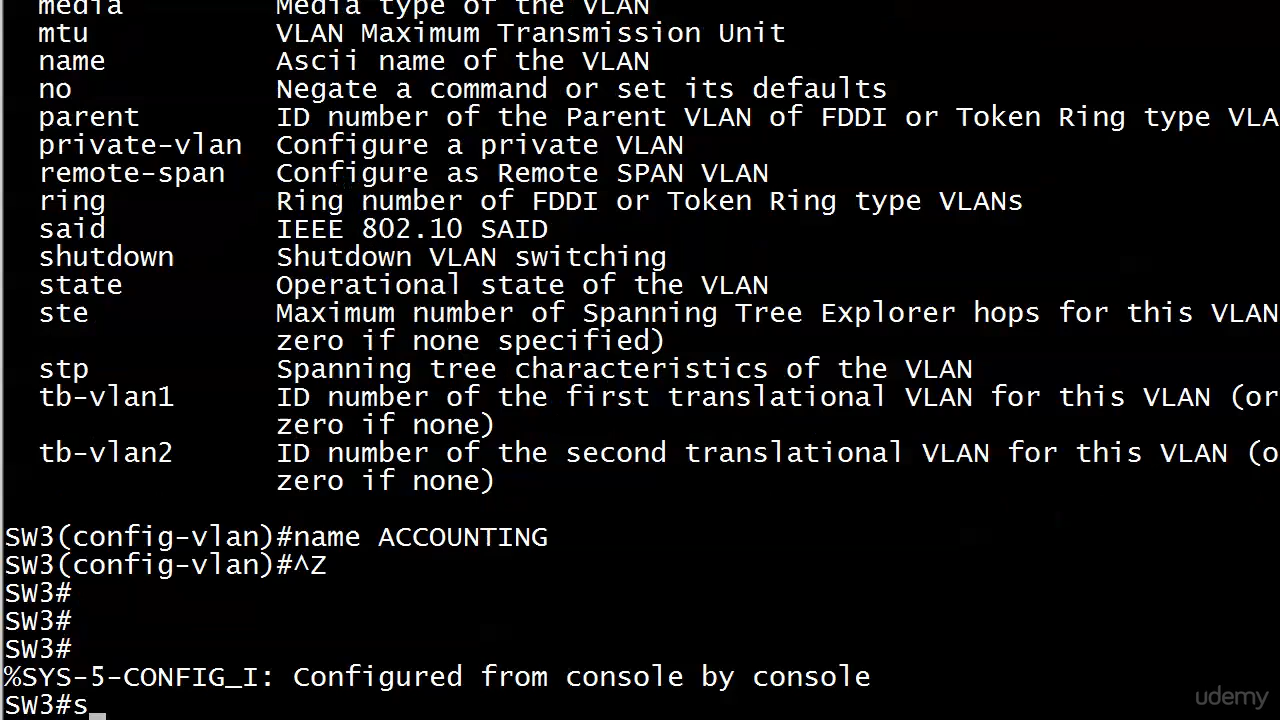 media Media type of the VLAN
mtu VLAN Maximum Transmission Unit
name Ascii name of the VLAN
no Negate a command or set its defaults
parent ID number of the Parent VLAN of FDDI or Token Ring type VLA
private-vlan Configure a private VLAN
remote-span Configure as Remote SPAN VLAN
ring Ring number of FDDI or Token Ring type VLANs
said IEEE 802.10 SAID
shutdown Shutdown VLAN switching
state Operational state of the VLAN
ste Maximum number of Spanning Tree Explorer hops for this VLAN
zero if none specified)
stp Spanning tree characteristics of the VLAN
tb-vlan1 ID number of the first translational VLAN for this VLAN (or
zero if none)
tb-vlan2 ID number of the second translational VLAN for this VLAN (o
zero if none)
SW3(config-vlan)#name ACCOUNTING
SW3(config-vlan)#^Z
SW3#
SW3#
SW3#
%SYS-5-CONFIG_I: Configured from console by console
SW3#s
udemy